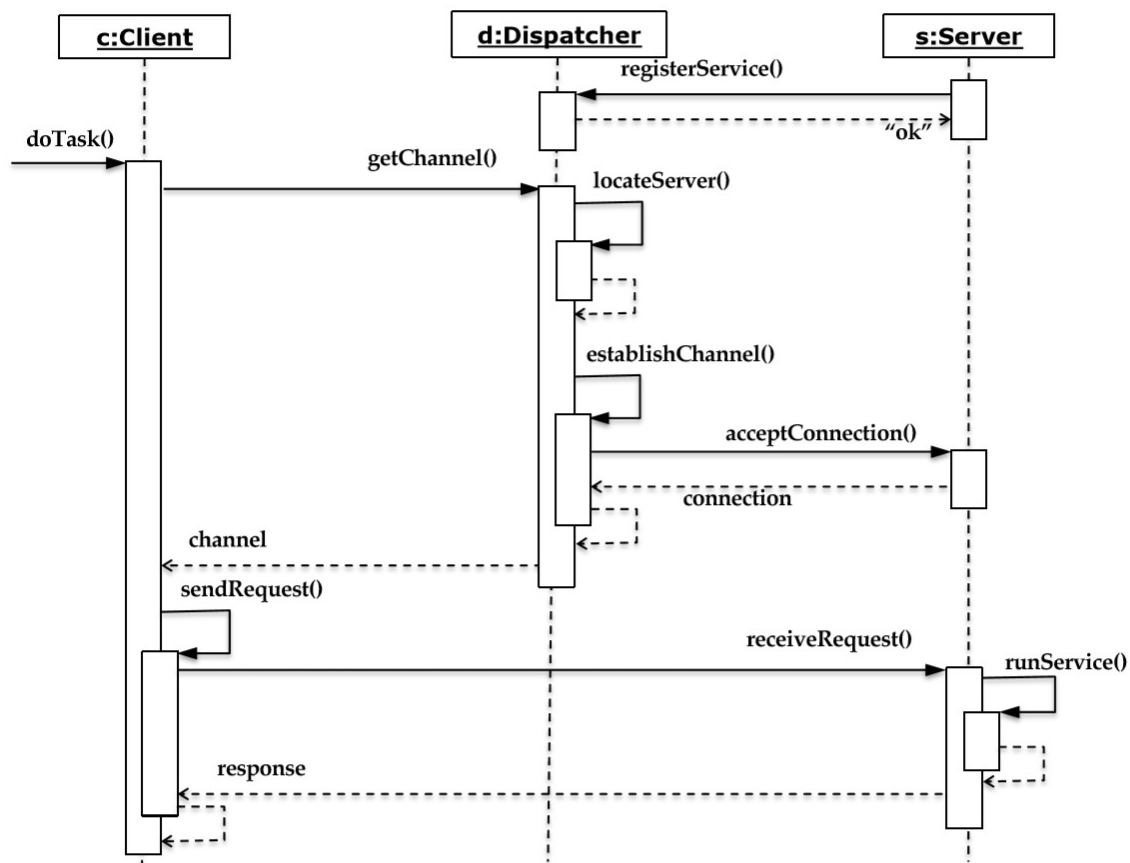 c:Client
d:Dispatcher
s:Server
registerService()
“ok”
doTask()
getChannel()
locateServer()
establishChannel()
acceptConnection()
connection
channel
sendRequest()
receiveRequest()
runService()
response